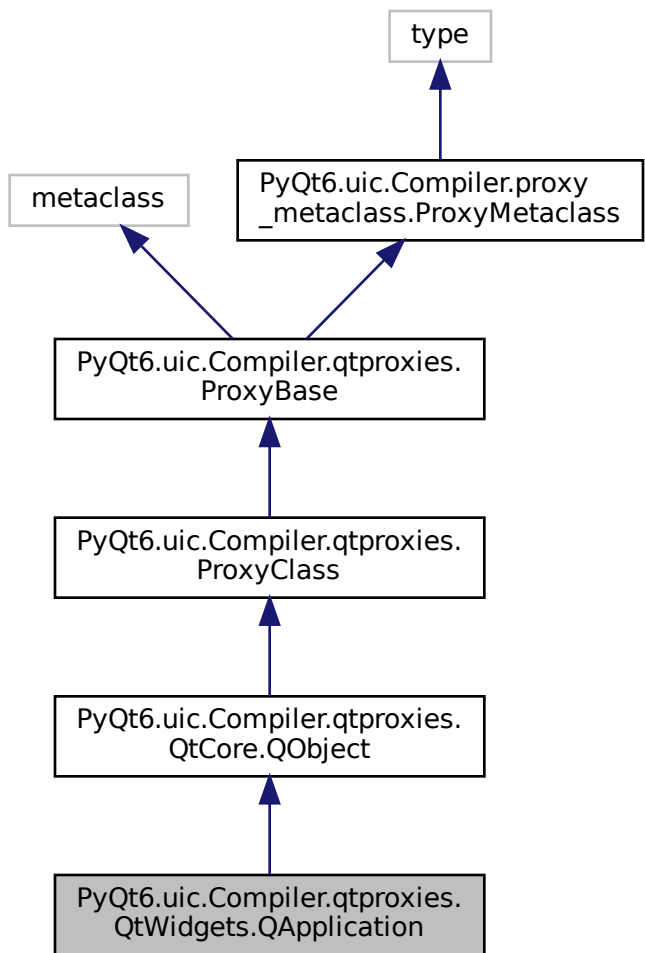 type
metaclass
PyQt6.uic.Compiler.proxy
_metaclass.ProxyMetaclass
PyQt6.uic.Compiler.qtproxies.
ProxyBase
PyQt6.uic.Compiler.qtproxies.
ProxyClass
PyQt6.uic.Compiler.qtproxies.
QtCore.QObject
PyQt6.uic.Compiler.qtproxies.
QtWidgets.QApplication